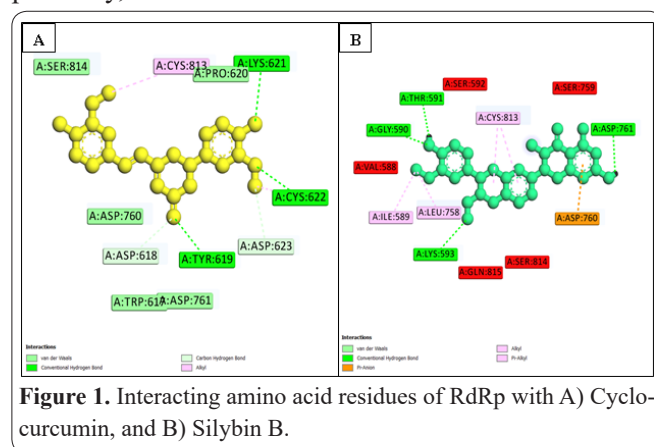 A
A:SER:814
A:CYS:813
A:PRO:620
A:LYS:621
A:CYS:622
A:ASP:760
A:ASP:618
A:TYR:619
A:ASP:623
A:ASP:761
Interactions
van der Waals
Conventional Hydrogen Bond
Carbon Hydrogen Bond
Alkyl
B
A:SER:592
A:SER:759
A:THR:591
A:CYS:813
A:GLY:590
A:ASP:761
A:VAL:588
A:ILE:589
A:LEU:758
A:ASP:760
A:LYS:593
A:SER:814
A:GLN:815
Interactions
van der Waals
Conventional Hydrogen Bond
Pi-Anion
Alkyl
Pi-Alkyl
Figure 1. Interacting amino acid residues of RdRp with A) Cyclo-
curcumin, and B) Silybin B.